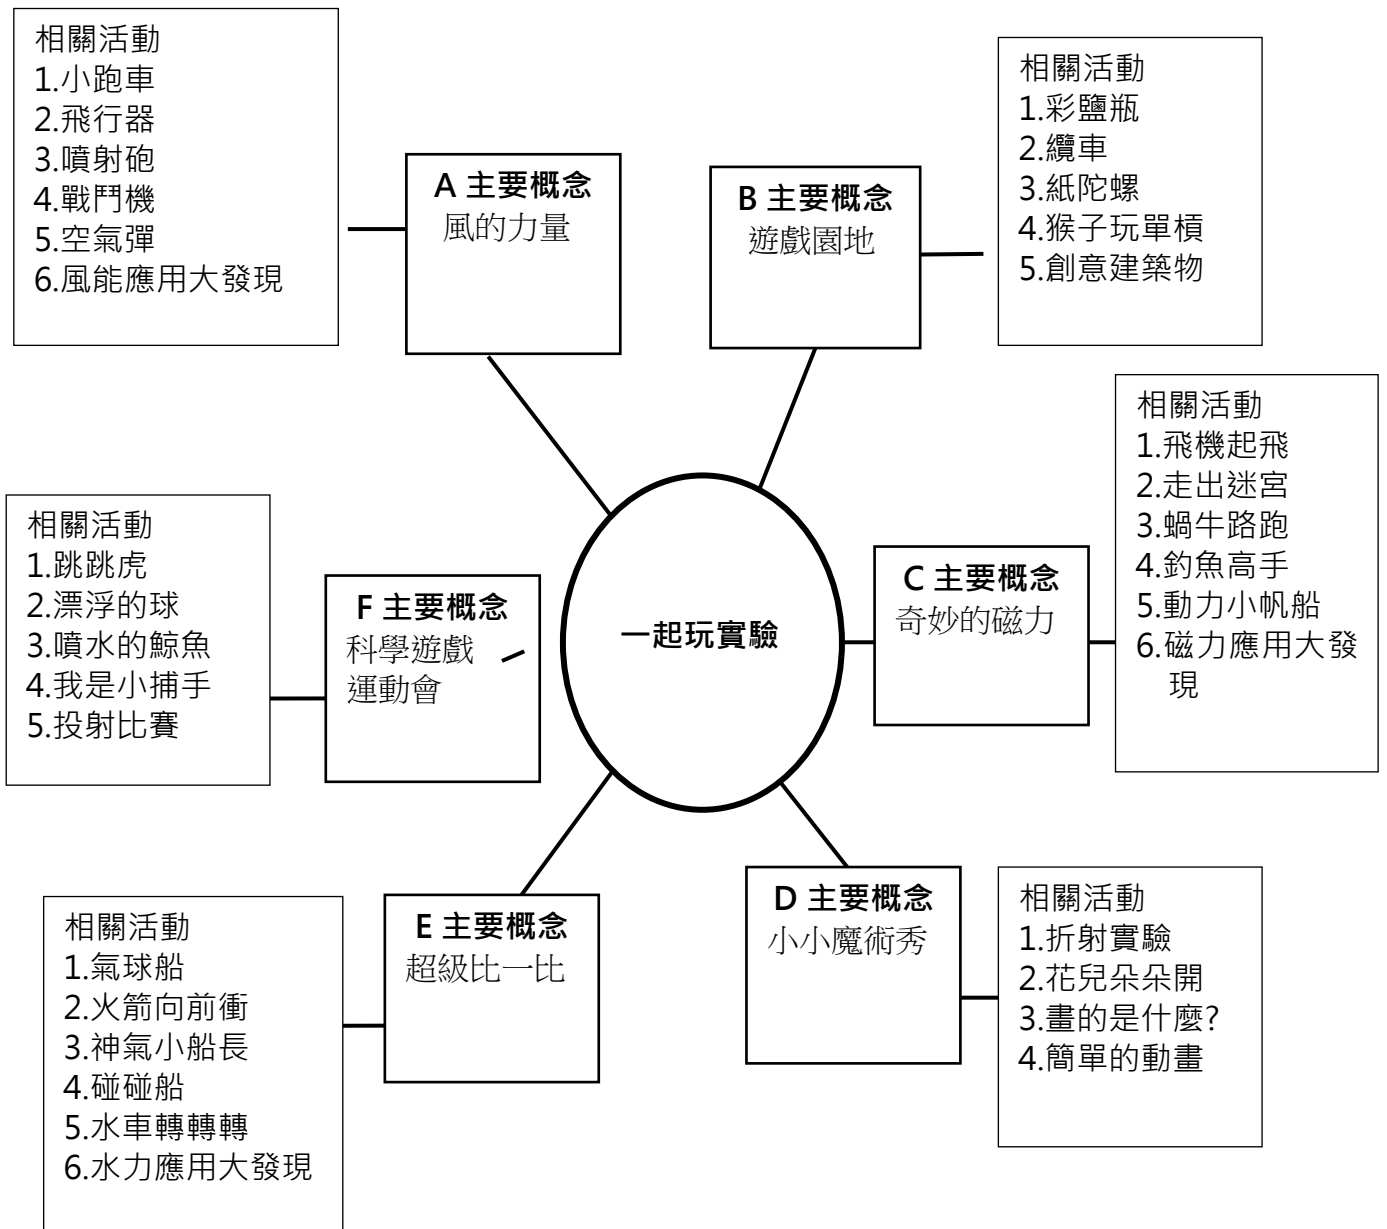 相關活動
1.小跑車
2.飛行器
3.噴射砲
4.戰鬥機
5.空氣彈
6.風能應用大發現
A 主要概念
風的力量
B 主要概念
遊戲園地
相關活動
1.彩鹽瓶
2.纜車
3.紙陀螺
4.猴子玩單槓
5.創意建築物
相關活動
1.跳跳虎
2.漂浮的球
3.噴水的鯨魚
4.我是小捕手
5.投射比賽
F 主要概念
科學遊戲
運動會
一起玩實驗
C 主要概念
奇妙的磁力
相關活動
1.飛機起飛
2.走出迷宮
3.蝸牛路跑
4.釣魚高手
5.動力小帆船
6.磁力應用大發
現
相關活動
1.氣球船
2.火箭向前衝
3.神氣小船長
4.碰碰船
5.水車轉轉轉
6.水力應用大發現
E 主要概念
超級比一比
D 主要概念
小小魔術秀
相關活動
1.折射實驗
2.花兒朵朵開
3.畫的是什麼?
4.簡單的動畫